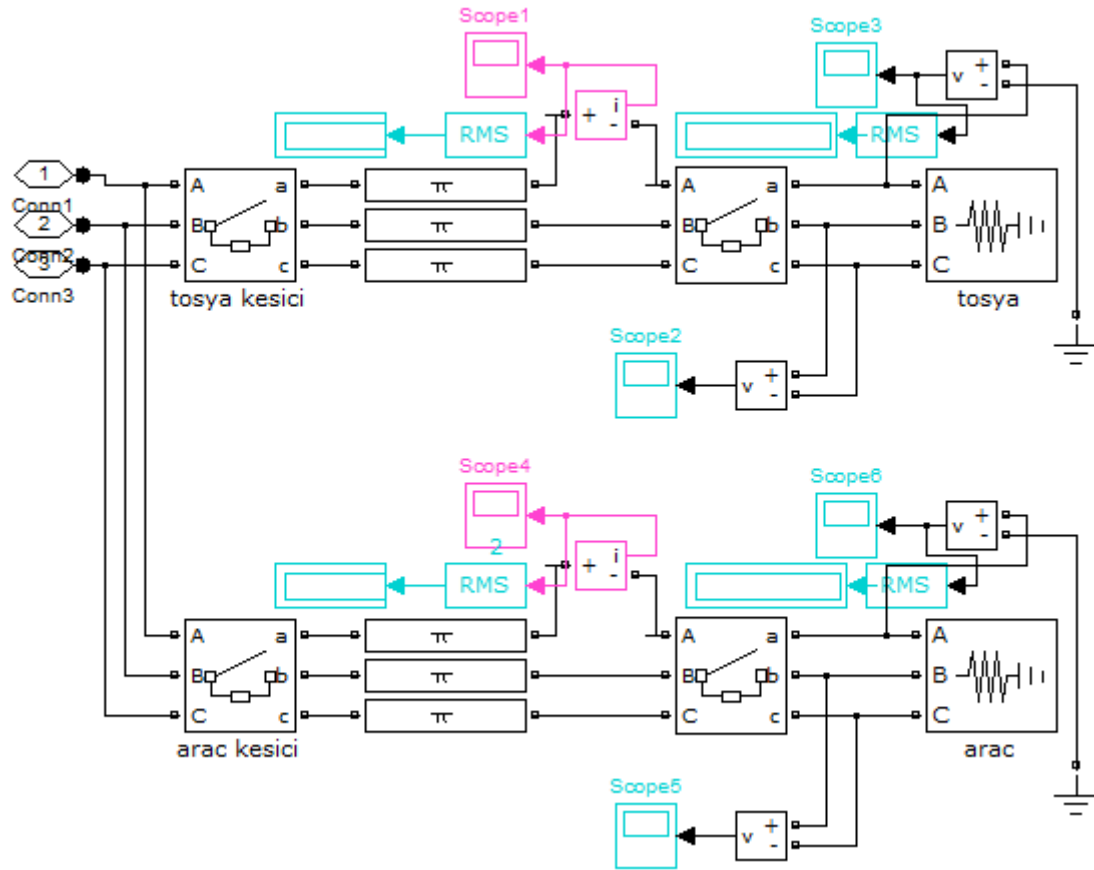 Scope1
Scope3
i
+
-
v
+
-
RMS
RMS
1
Conn1
2
Conn2
3
Conn3
A
a
B
b
C
c
tosya kesici
π
π
π
A
a
B
b
C
c
A
B
C
tosya
Scope2
v
+
-
Scope4
Scope6
2
i
+
-
v
+
-
RMS
RMS
A
a
B
b
C
c
arac kesici
π
π
π
A
a
B
b
C
c
A
B
C
arac
Scope5
v
+
-